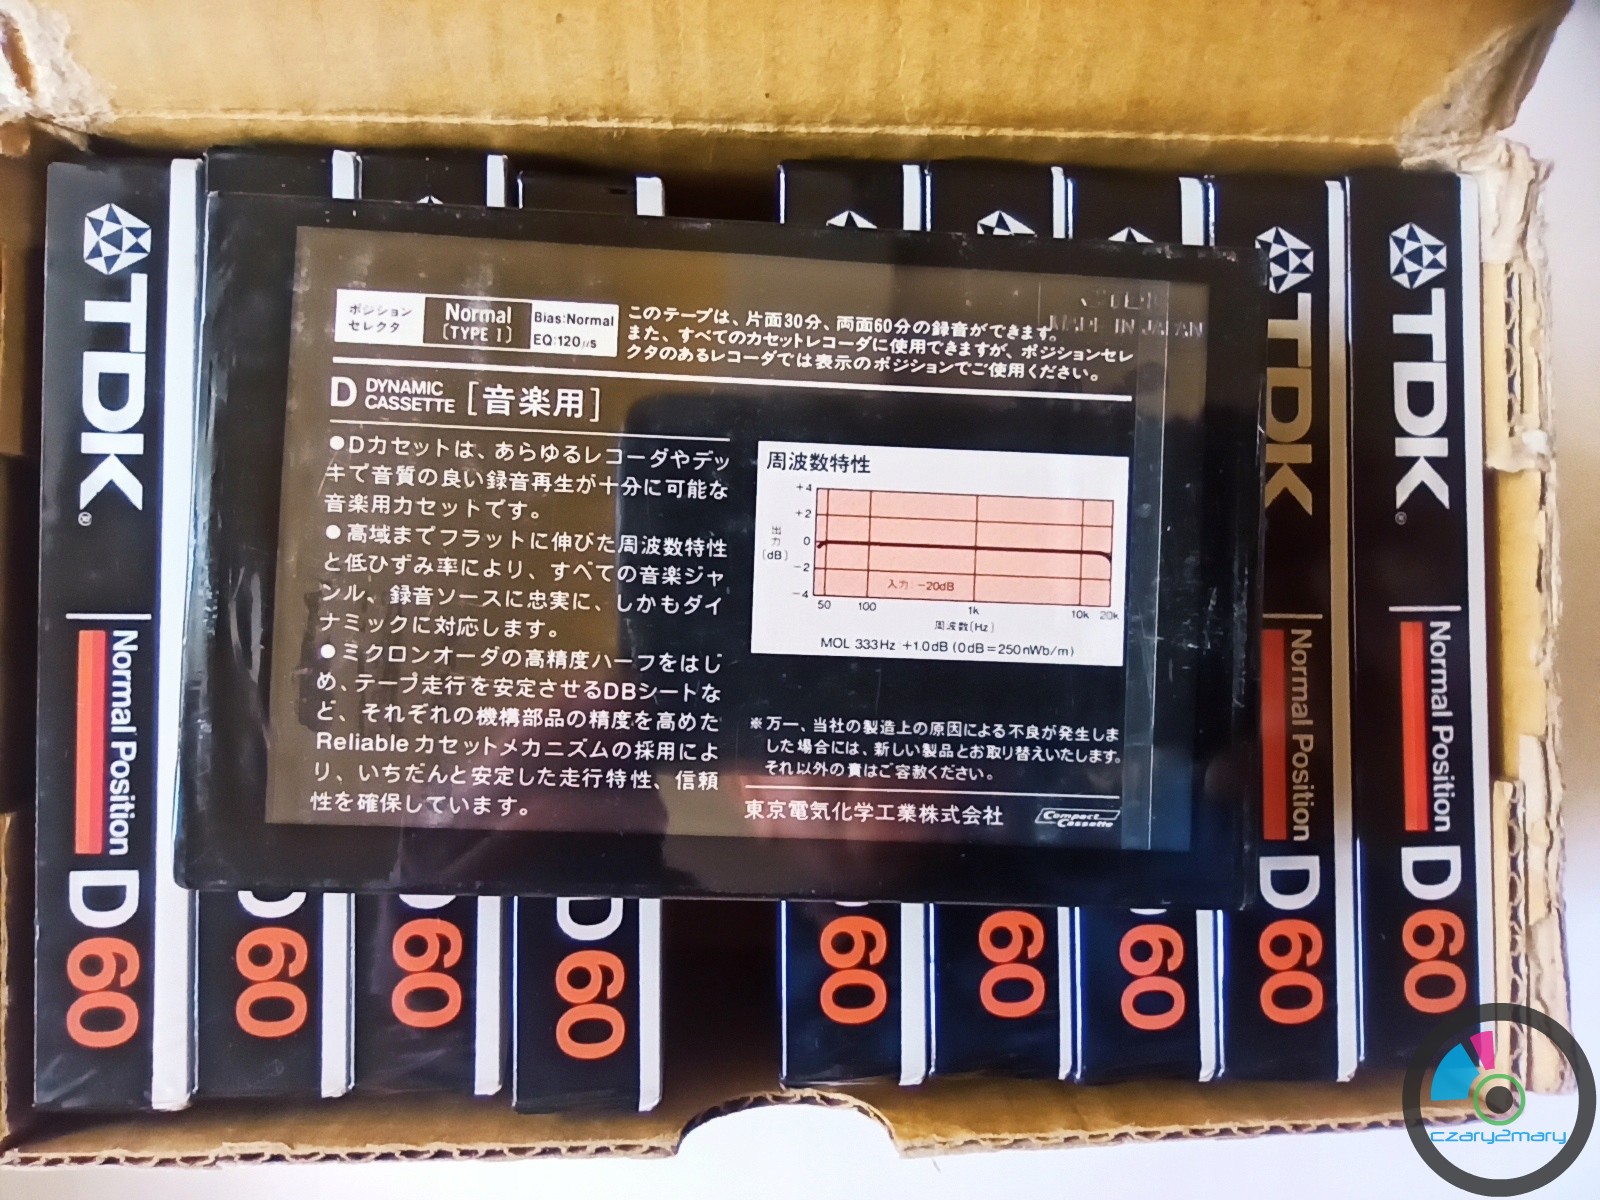 TDK®
Normal Position
D60
D60
D60
D60
60
60
60
TDK
Normal Position
D60
TDK®
Normal Position
D60
MADE IN JAPAN
ポジション
セレクタ
Normal
(TYPE I)
Bias:Normal
EQ:120μs
このテープは、片面30分、両面60分の録音ができます。
また、すべてのカセットレコーダに使用できますが、ポジションセレ
クタのあるレコーダでは表示のポジションでご使用ください。
D DYNAMIC
CASSETTE [音楽用]
●Dカセットは、あらゆるレコーダやデッ
キで音質の良い録音再生が十分に可能な
音楽用カセットです。
●高域までフラットに伸びた周波数特性
と低ひずみ率により、すべての音楽ジャ
ンル、録音ソースに忠実に、しかもダイ
ナミックに対応します。
●ミクロンオーダの高精度ハーフをはじ
め、テープ走行を安定させるDBシートな
ど、それぞれの機構部品の精度を高めた
Reliableカセットメカニズムの採用によ
り、いちだんと安定した走行特性、信頼
性を確保しています。
周波数特性
+4
+2
0
-2
-4
出力
(dB)
入力:-20dB
50 100 1k 10k 20k
周波数(Hz)
MOL 333Hz +1.0dB (0dB=250nWb/m)
※万一、当社の製造上の原因による不良が発生しま
した場合には、新しい製品とお取り替えいたします。
それ以外の責はご容赦ください。
東京電気化学工業株式会社
Compact
Cassette
czary2mary